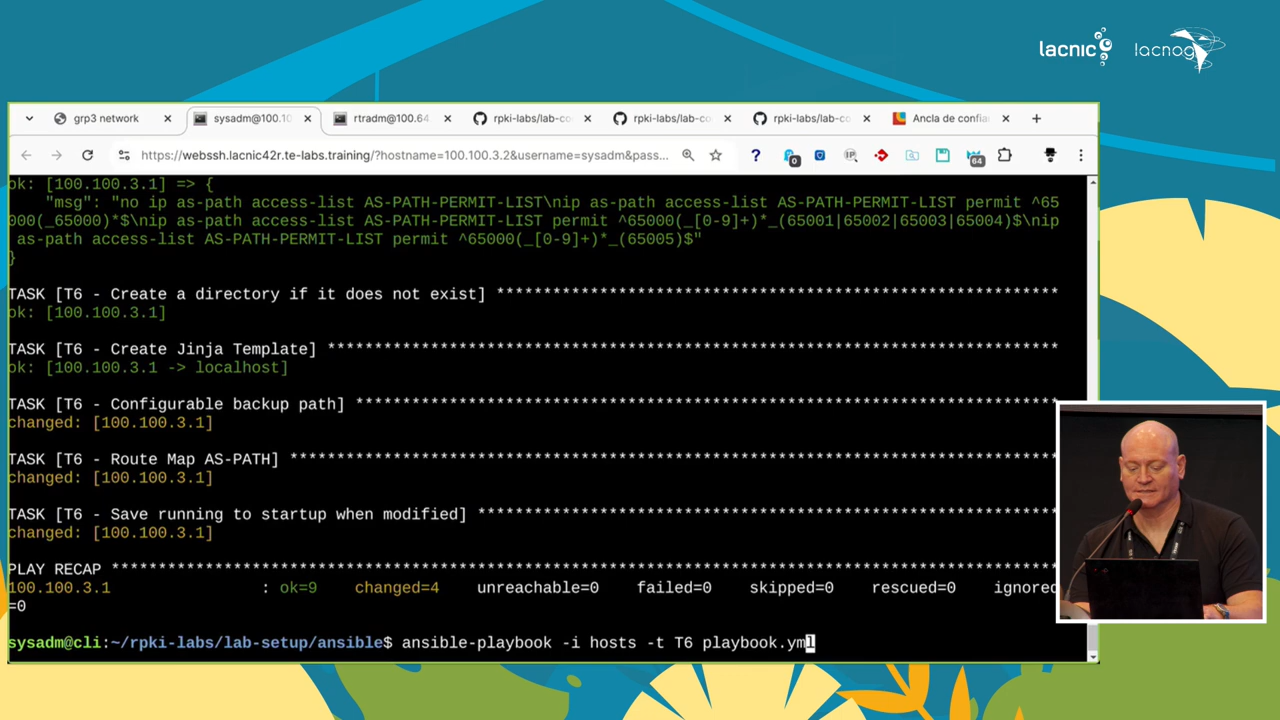 lacnic lacnog
grp3 network
sysadm@100.10
rtradm@100.64
rpki-labs/lab-co
rpki-labs/lab-co
rpki-labs/lab-co
Ancla de confia
https://webssh.lacnic42r.te-labs.training/?hostname=100.100.3.2&username=sysadm&pass...
0
IP
64
ok: [100.100.3.1] => {
"msg": "no ip as-path access-list AS-PATH-PERMIT-LIST\nip as-path access-list AS-PATH-PERMIT-LIST permit ^65
000(_65000)*$\nip as-path access-list AS-PATH-PERMIT-LIST permit ^65000(_[0-9]+)*_(65001|65002|65003|65004)$\nip
as-path access-list AS-PATH-PERMIT-LIST permit ^65000(_[0-9]+)*_(65005)$"
}
TASK [T6 - Create a directory if it does not exist] ************************************************************
ok: [100.100.3.1]
TASK [T6 - Create Jinja Template] ******************************************************************************
ok: [100.100.3.1 -> localhost]
TASK [T6 - Configurable backup path] ***************************************************************************
changed: [100.100.3.1]
TASK [T6 - Route Map AS-PATH] **********************************************************************************
changed: [100.100.3.1]
TASK [T6 - Save running to startup when modified] **************************************************************
changed: [100.100.3.1]
PLAY RECAP *****************************************************************************************************
100.100.3.1 : ok=9 changed=4 unreachable=0 failed=0 skipped=0 rescued=0 ignored
=0
sysadm@cli:~/rpki-labs/lab-setup/ansible$ ansible-playbook -i hosts -t T6 playbook.yml